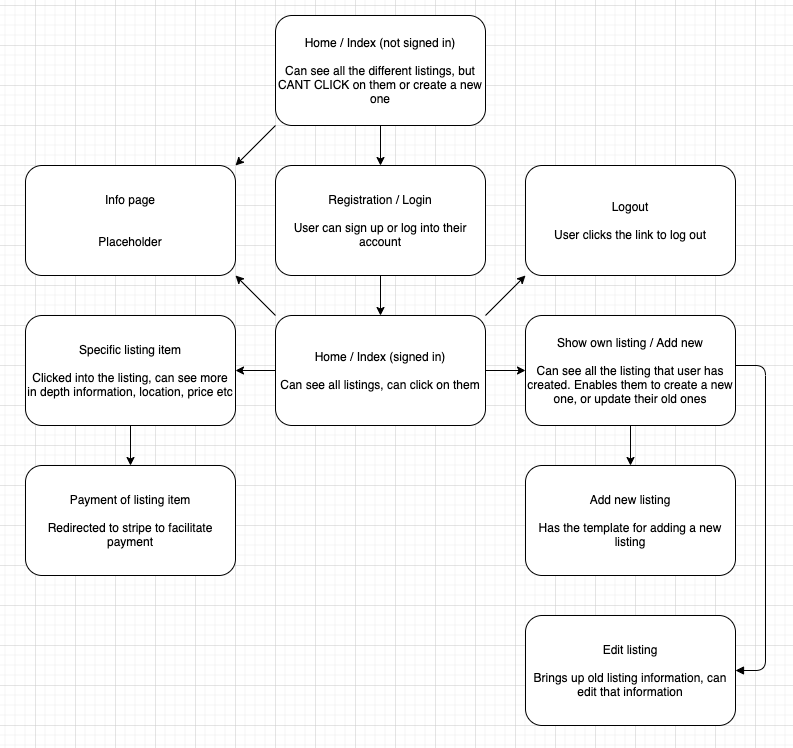 Home / Index (not signed in)
Can see all the different listings, but
CANT CLICK on them or create a new
one
Info page
Placeholder
Registration / Login
User can sign up or log into their
account
Logout
User clicks the link to log out
Specific listing item
Clicked into the listing, can see more
in depth information, location, price etc
Home / Index (signed in)
Can see all listings, can click on them
Show own listing / Add new
Can see all the listing that user has
created. Enables them to create a new
one, or update their old ones
Payment of listing item
Redirected to stripe to facilitate
payment
Add new listing
Has the template for adding a new
listing
Edit listing
Brings up old listing information, can
edit that information